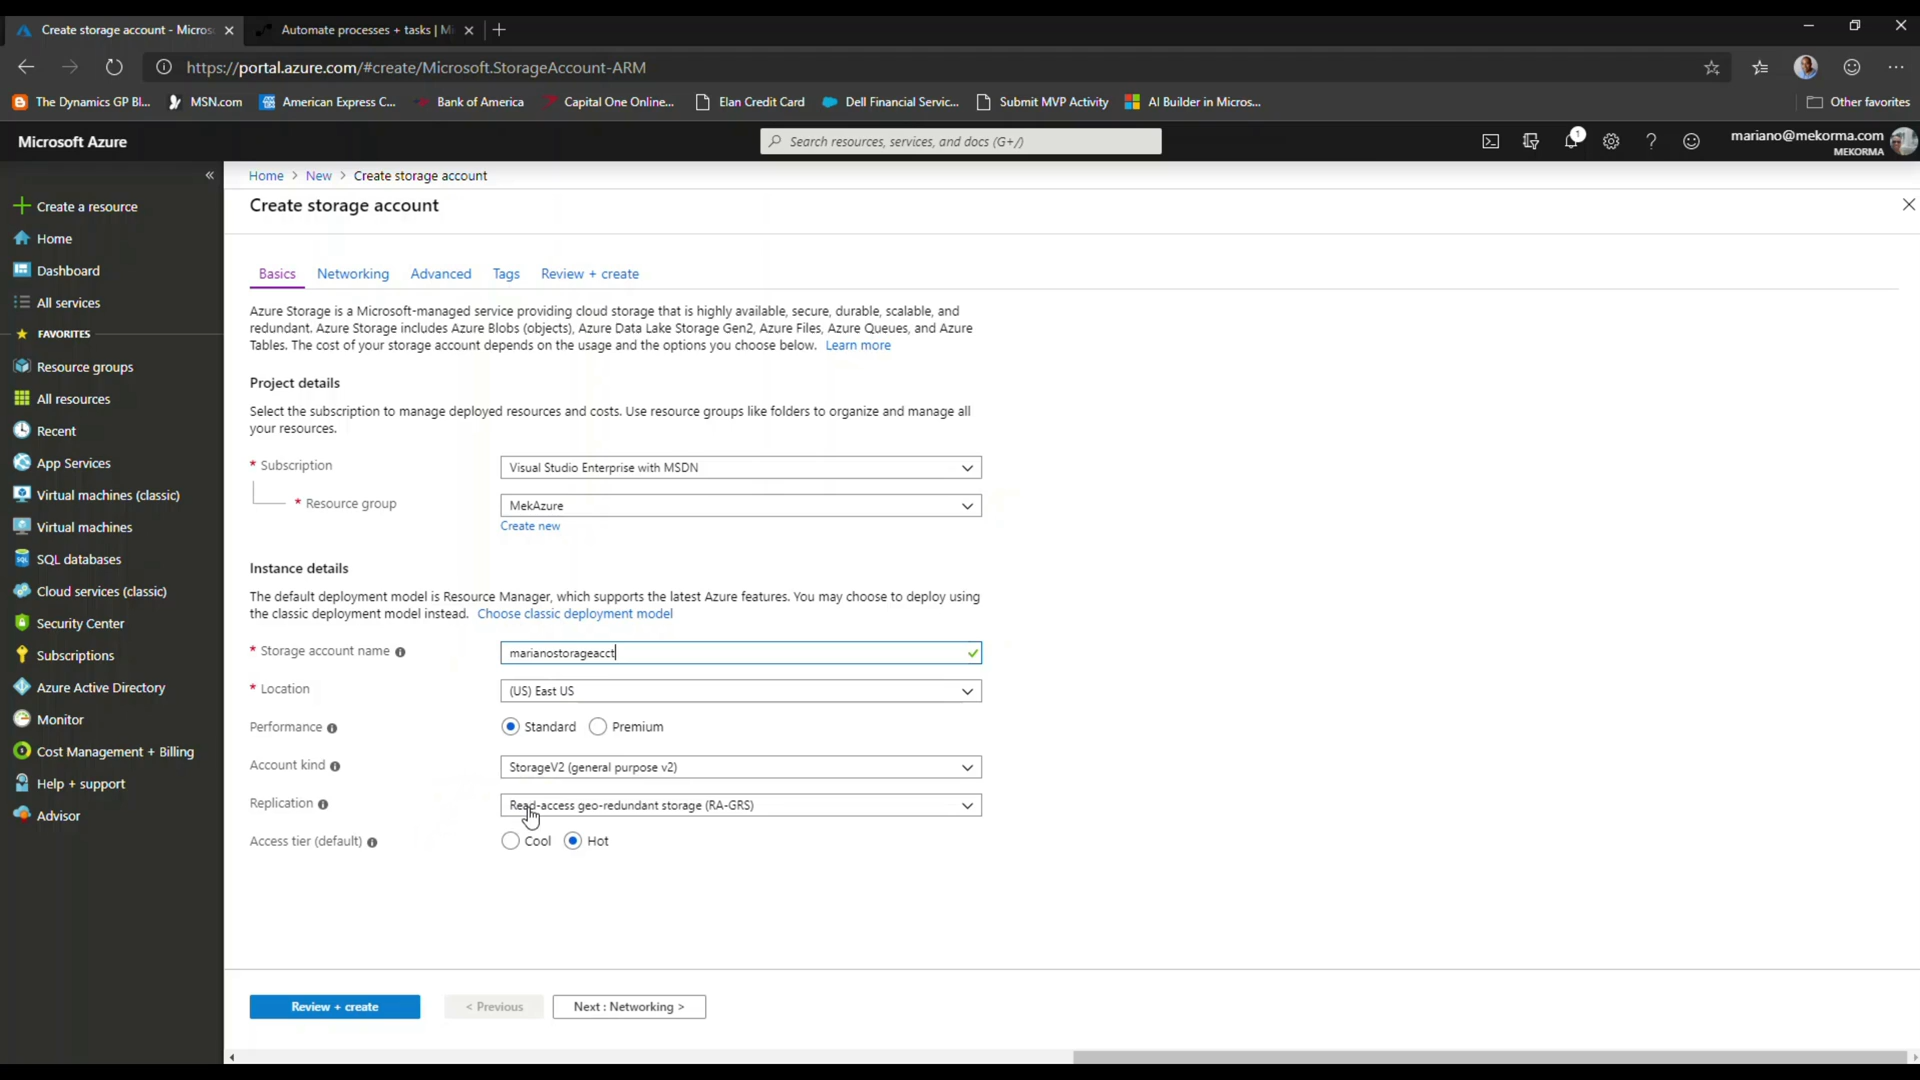 Create storage account - Micros
Automate processes + tasks | Mi
https://portal.azure.com/#create/Microsoft.StorageAccount-ARM
The Dynamics GP Bl...
MSN.com
American Express C...
Bank of America
Capital One Online...
Elan Credit Card
Dell Financial Servic...
Submit MVP Activity
AI Builder in Micros...
Other favorites
Microsoft Azure
Search resources, services, and docs (G+/)
1
mariano@mekorma.com
MEKORMA
Home > New > Create storage account
Create storage account
Create a resource
Home
Dashboard
All services
FAVORITES
Resource groups
All resources
Recent
App Services
Virtual machines (classic)
Virtual machines
SQL databases
Cloud services (classic)
Security Center
Subscriptions
Azure Active Directory
Monitor
Cost Management + Billing
Help + support
Advisor
Basics
Networking
Advanced
Tags
Review + create
Azure Storage is a Microsoft-managed service providing cloud storage that is highly available, secure, durable, scalable, and
redundant. Azure Storage includes Azure Blobs (objects), Azure Data Lake Storage Gen2, Azure Files, Azure Queues, and Azure
Tables. The cost of your storage account depends on the usage and the options you choose below. Learn more
Project details
Select the subscription to manage deployed resources and costs. Use resource groups like folders to organize and manage all
your resources.
* Subscription
Visual Studio Enterprise with MSDN
* Resource group
MekAzure
Create new
Instance details
The default deployment model is Resource Manager, which supports the latest Azure features. You may choose to deploy using
the classic deployment model instead. Choose classic deployment model
* Storage account name
marianostorageacct
* Location
(US) East US
Performance
Standard
Premium
Account kind
StorageV2 (general purpose v2)
Replication
Read-access geo-redundant storage (RA-GRS)
Access tier (default)
Cool
Hot
Review + create
< Previous
Next : Networking >